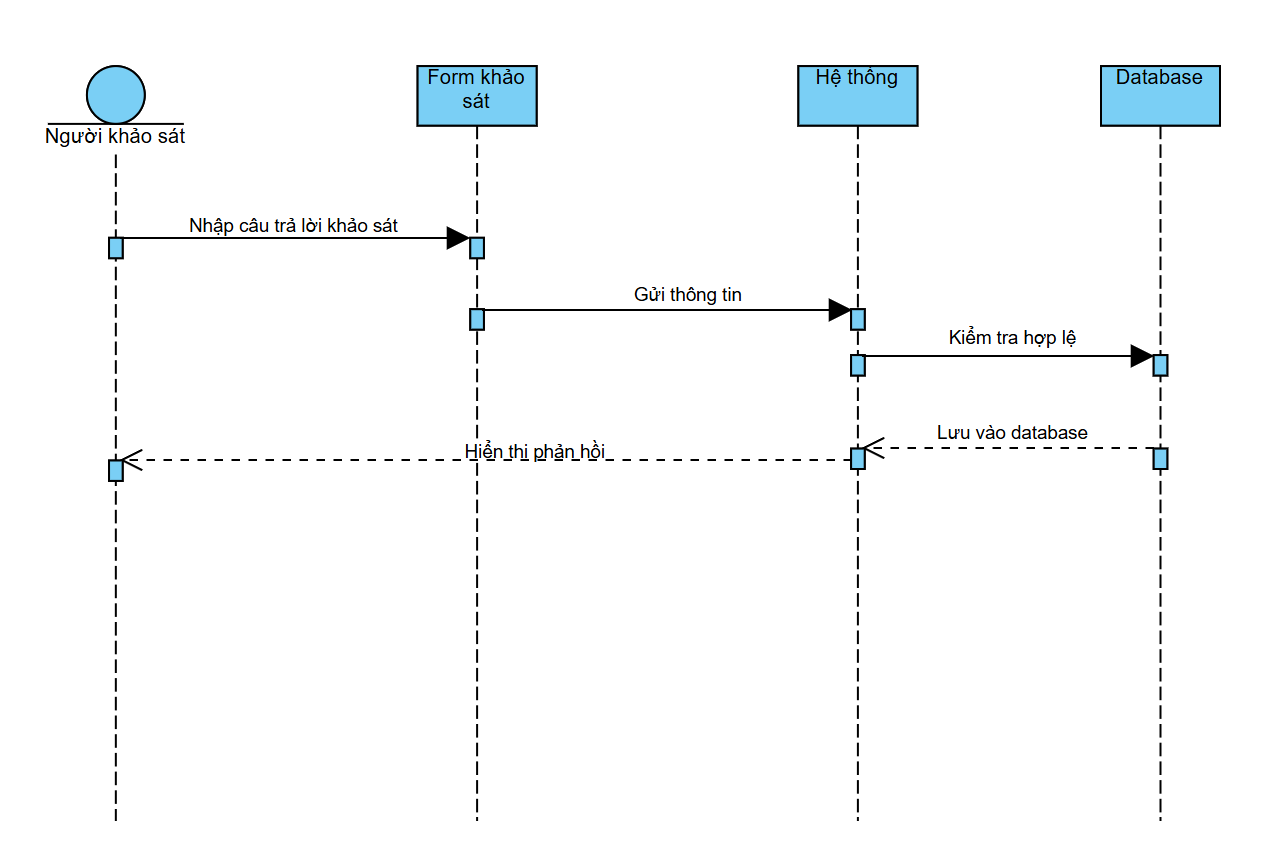 Form khảo
sát
Hệ thống
Database
Người khảo sát
Nhập câu trả lời khảo sát
Gửi thông tin
Kiểm tra hợp lệ
Lưu vào database
Hiển thị phản hồi